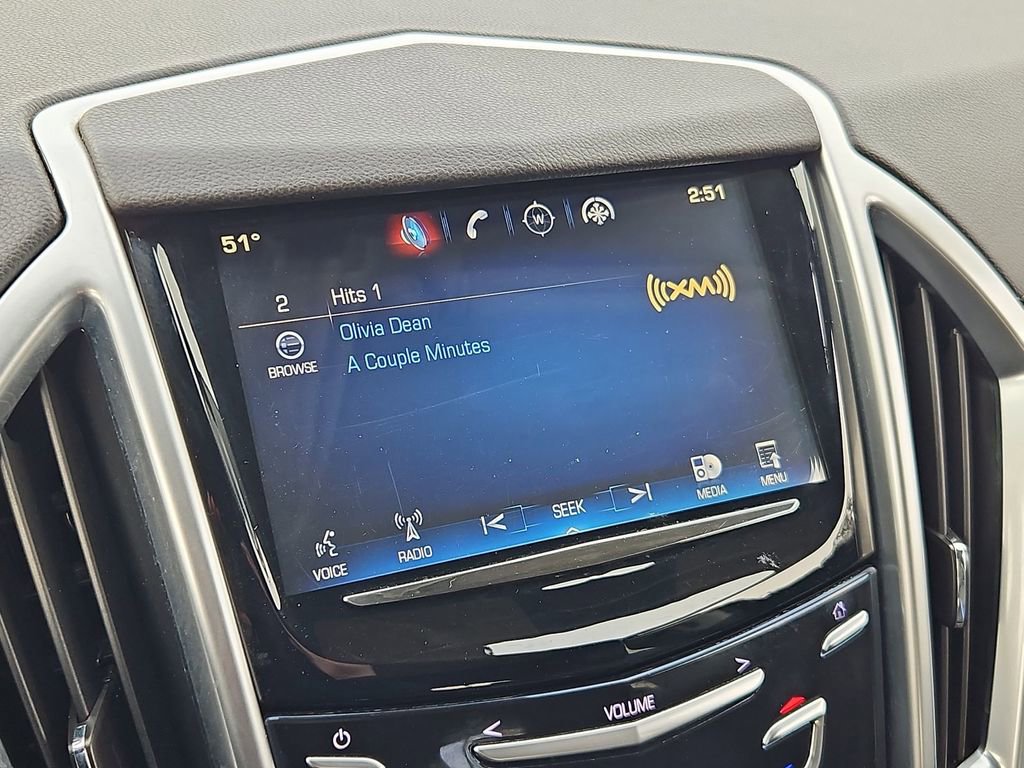 51°
W
2:51
2 Hits 1
XM
Olivia Dean
A Couple Minutes
BROWSE
VOICE
RADIO
SEEK
MEDIA
MENU
VOLUME